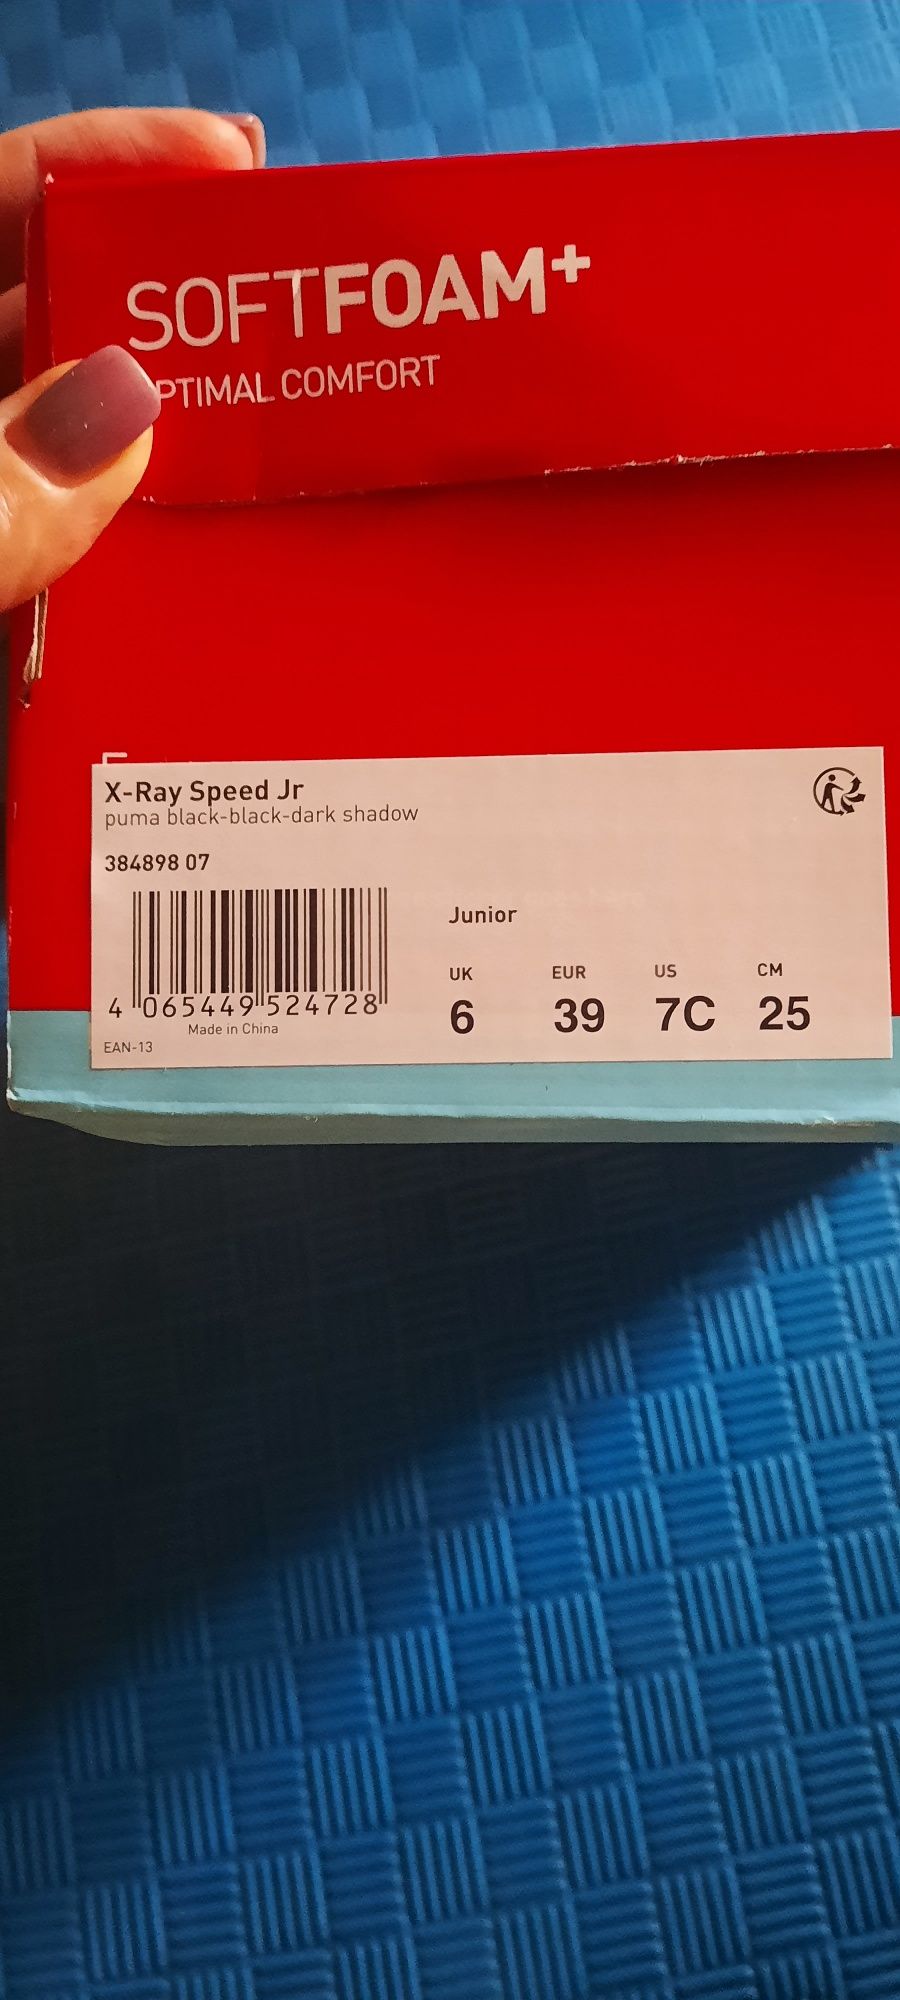 SOFTFOAM+
PTIMAL COMFORT
X-Ray Speed Jr
puma black-black-dark shadow
384898 07
Junior
UK EUR US CM
6 39 7C 25
4 065449 524728
Made in China
EAN-13